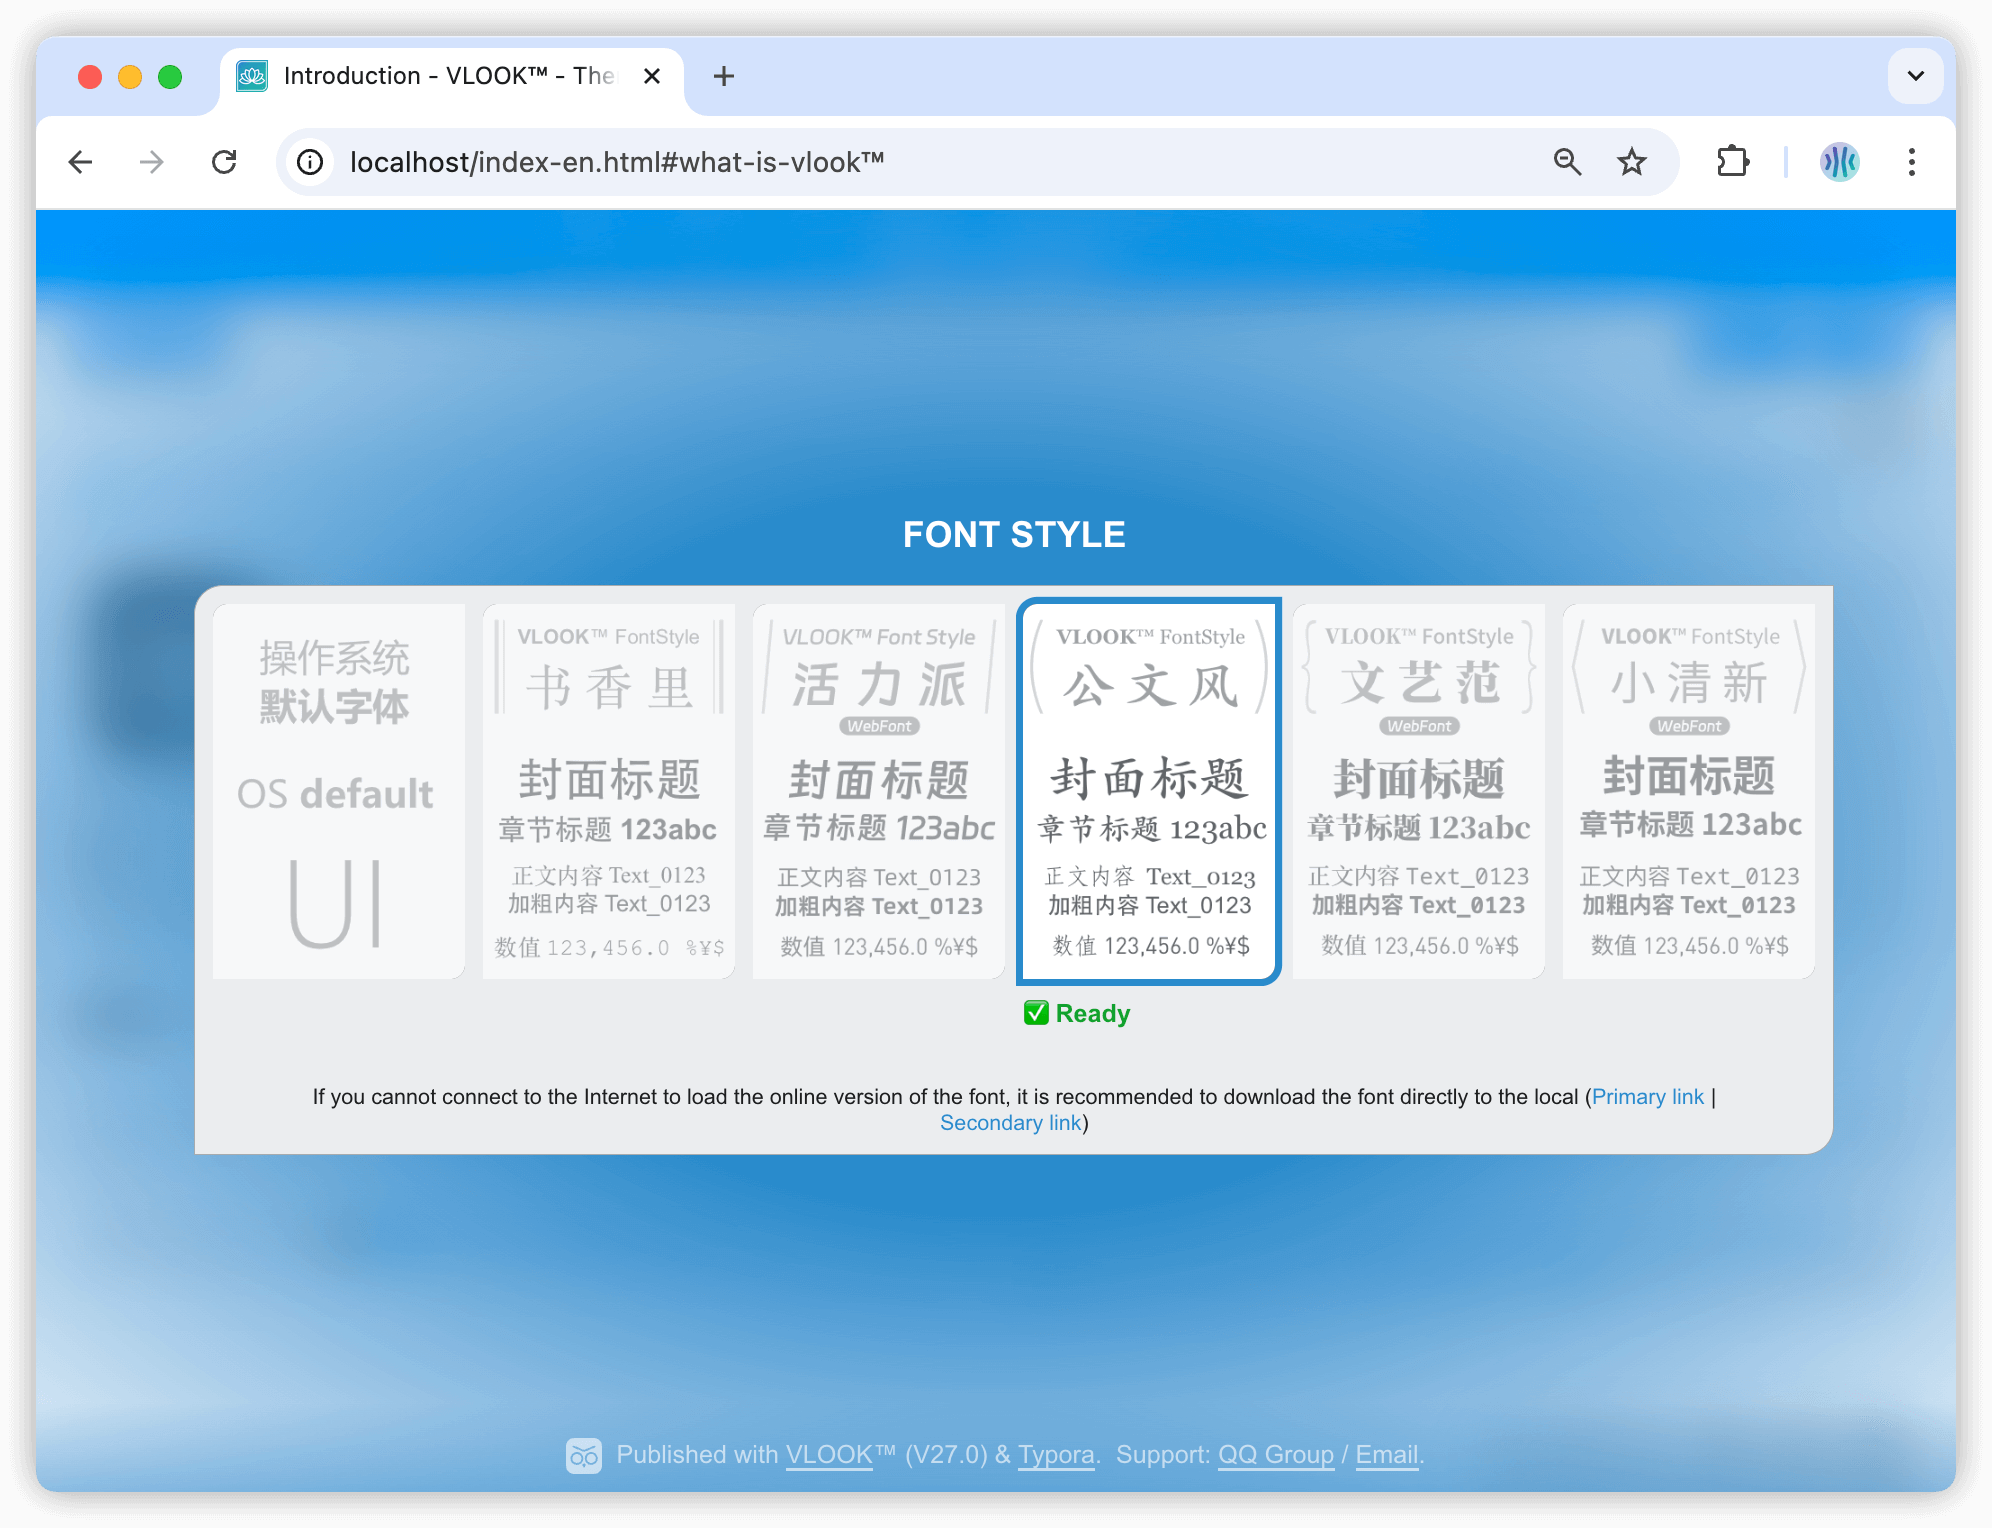 Introduction - VLOOK™ - The
localhost/index-en.html#what-is-vlook™
FONT STYLE
操作系统
默认字体
OS default
UI
VLOOK™ FontStyle
书香里
封面标题
章节标题 123abc
正文内容 Text_0123
加粗内容 Text_0123
数值 123,456.0 %¥$
VLOOK™ Font Style
活力派
WebFont
封面标题
章节标题 123abc
正文内容 Text_0123
加粗内容 Text_0123
数值 123,456.0 %¥$
VLOOK™ FontStyle
公文风
封面标题
章节标题 123abc
正文内容 Text_0123
加粗内容 Text_0123
数值 123,456.0 %¥$
VLOOK™ FontStyle
文艺范
WebFont
封面标题
章节标题 123abc
正文内容 Text_0123
加粗内容 Text_0123
数值 123,456.0 %¥$
VLOOK™ FontStyle
小清新
WebFont
封面标题
章节标题 123abc
正文内容 Text_0123
加粗内容 Text_0123
数值 123,456.0 %¥$
✅ Ready
If you cannot connect to the Internet to load the online version of the font, it is recommended to download the font directly to the local (Primary link |
Secondary link)
Published with VLOOK™ (V27.0) & Typora. Support: QQ Group / Email.